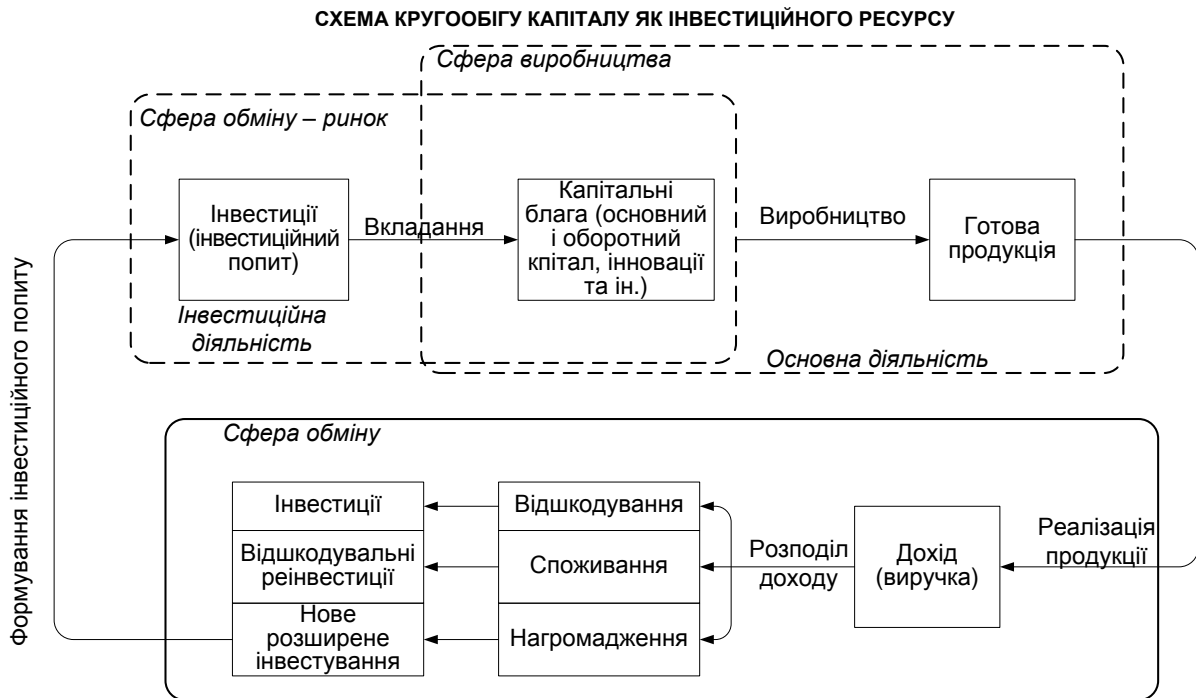 СХЕМА КРУГООБІГУ КАПІТАЛУ ЯК ІНВЕСТИЦІЙНОГО РЕСУРСУ
Сфера виробництва
Сфера обміну – ринок
Інвестиції
(інвестиційний
попит)
Вкладання
Капітальні
блага (основний
і оборотний
кпітал, інновації
та ін.)
Виробництво
Готова
продукція
Інвестиційна
діяльність
Основна діяльність
Формування інвестиційного попиту
Сфера обміну
Інвестиції
Відшкодувальні
реінвестиції
Нове
розширене
інвестування
Відшкодування
Споживання
Нагромадження
Розподіл
доходу
Дохід
(виручка)
Реалізація
продукції